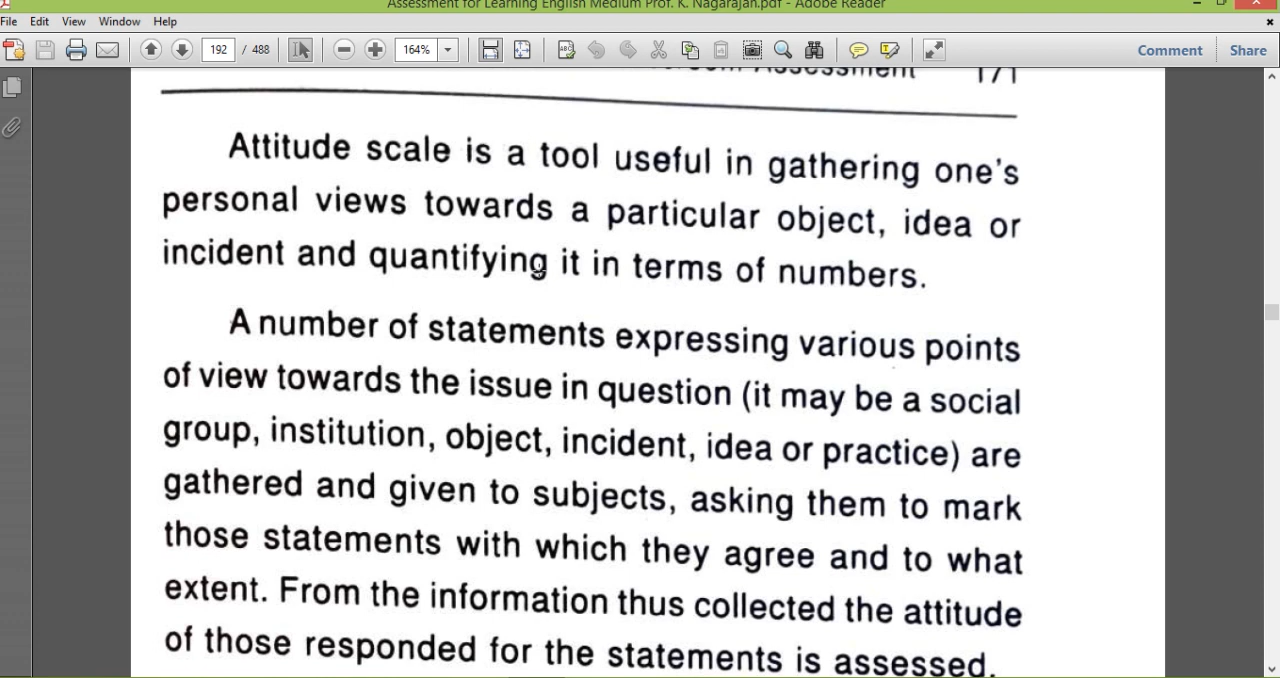 Assessment for Learning English Medium Prof. K. Nagarajan.pdf - Adobe Reader
File Edit View Window Help
192 / 488 164% Comment Share
Assessment 171
Attitude scale is a tool useful in gathering one's
personal views towards a particular object, idea or
incident and quantifying it in terms of numbers.
A number of statements expressing various points
of view towards the issue in question (it may be a social
group, institution, object, incident, idea or practice) are
gathered and given to subjects, asking them to mark
those statements with which they agree and to what
extent. From the information thus collected the attitude
of those responded for the statements is assessed.